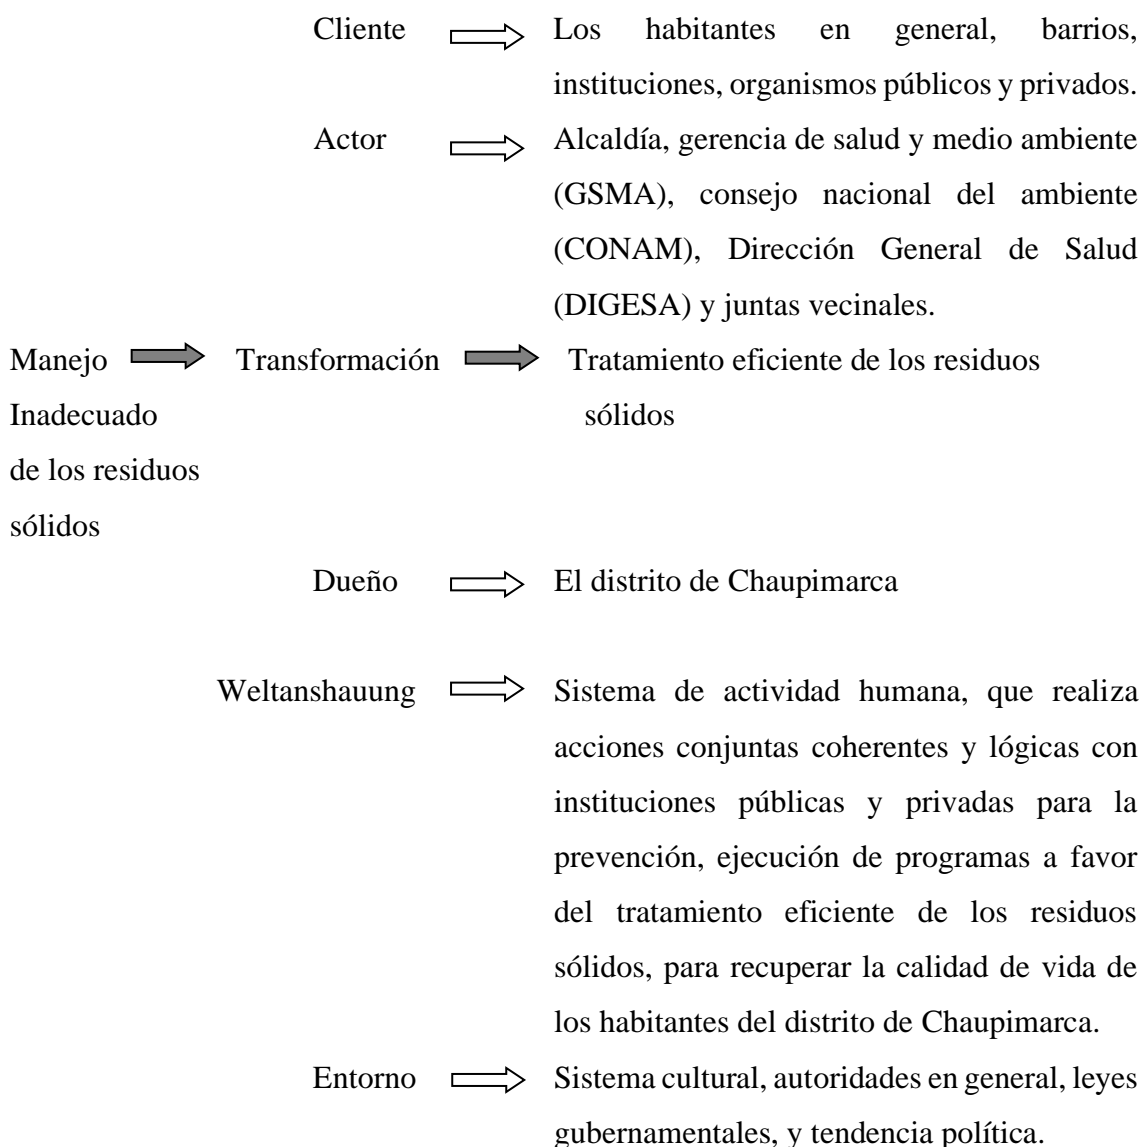 Cliente Los habitantes en general, barrios,
instituciones, organismos públicos y privados.
Actor Alcaldía, gerencia de salud y medio ambiente
(GSMA), consejo nacional del ambiente
(CONAM), Dirección General de Salud
(DIGESA) y juntas vecinales.
Manejo Transformación Tratamiento eficiente de los residuos
Inadecuado sólidos
de los residuos
sólidos
Dueño El distrito de Chaupimarca
Weltanshauung Sistema de actividad humana, que realiza
acciones conjuntas coherentes y lógicas con
instituciones públicas y privadas para la
prevención, ejecución de programas a favor
del tratamiento eficiente de los residuos
sólidos, para recuperar la calidad de vida de
los habitantes del distrito de Chaupimarca.
Entorno Sistema cultural, autoridades en general, leyes
gubernamentales, y tendencia política.